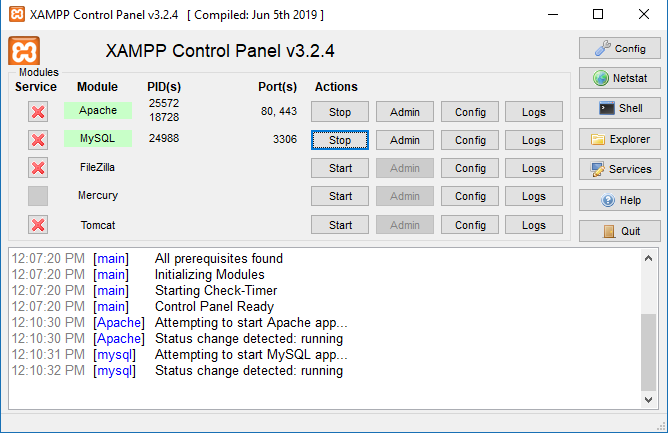 XAMPP Control Panel v3.2.4 [ Compiled: Jun 5th 2019 ]
XAMPP Control Panel v3.2.4
Config
Modules
Service Module PID(s) Port(s) Actions
Netstat
Apache 25572 18728 80, 443 Stop Admin Config Logs
Shell
MySQL 24988 3306 Stop Admin Config Logs
Explorer
FileZilla Start Admin Config Logs
Services
Mercury Start Admin Config Logs
Help
Tomcat Start Admin Config Logs
Quit
12:07:20 PM [main] All prerequisites found
12:07:20 PM [main] Initializing Modules
12:07:20 PM [main] Starting Check-Timer
12:07:20 PM [main] Control Panel Ready
12:10:30 PM [Apache] Attempting to start Apache app...
12:10:30 PM [Apache] Status change detected: running
12:10:31 PM [mysql] Attempting to start MySQL app...
12:10:32 PM [mysql] Status change detected: running